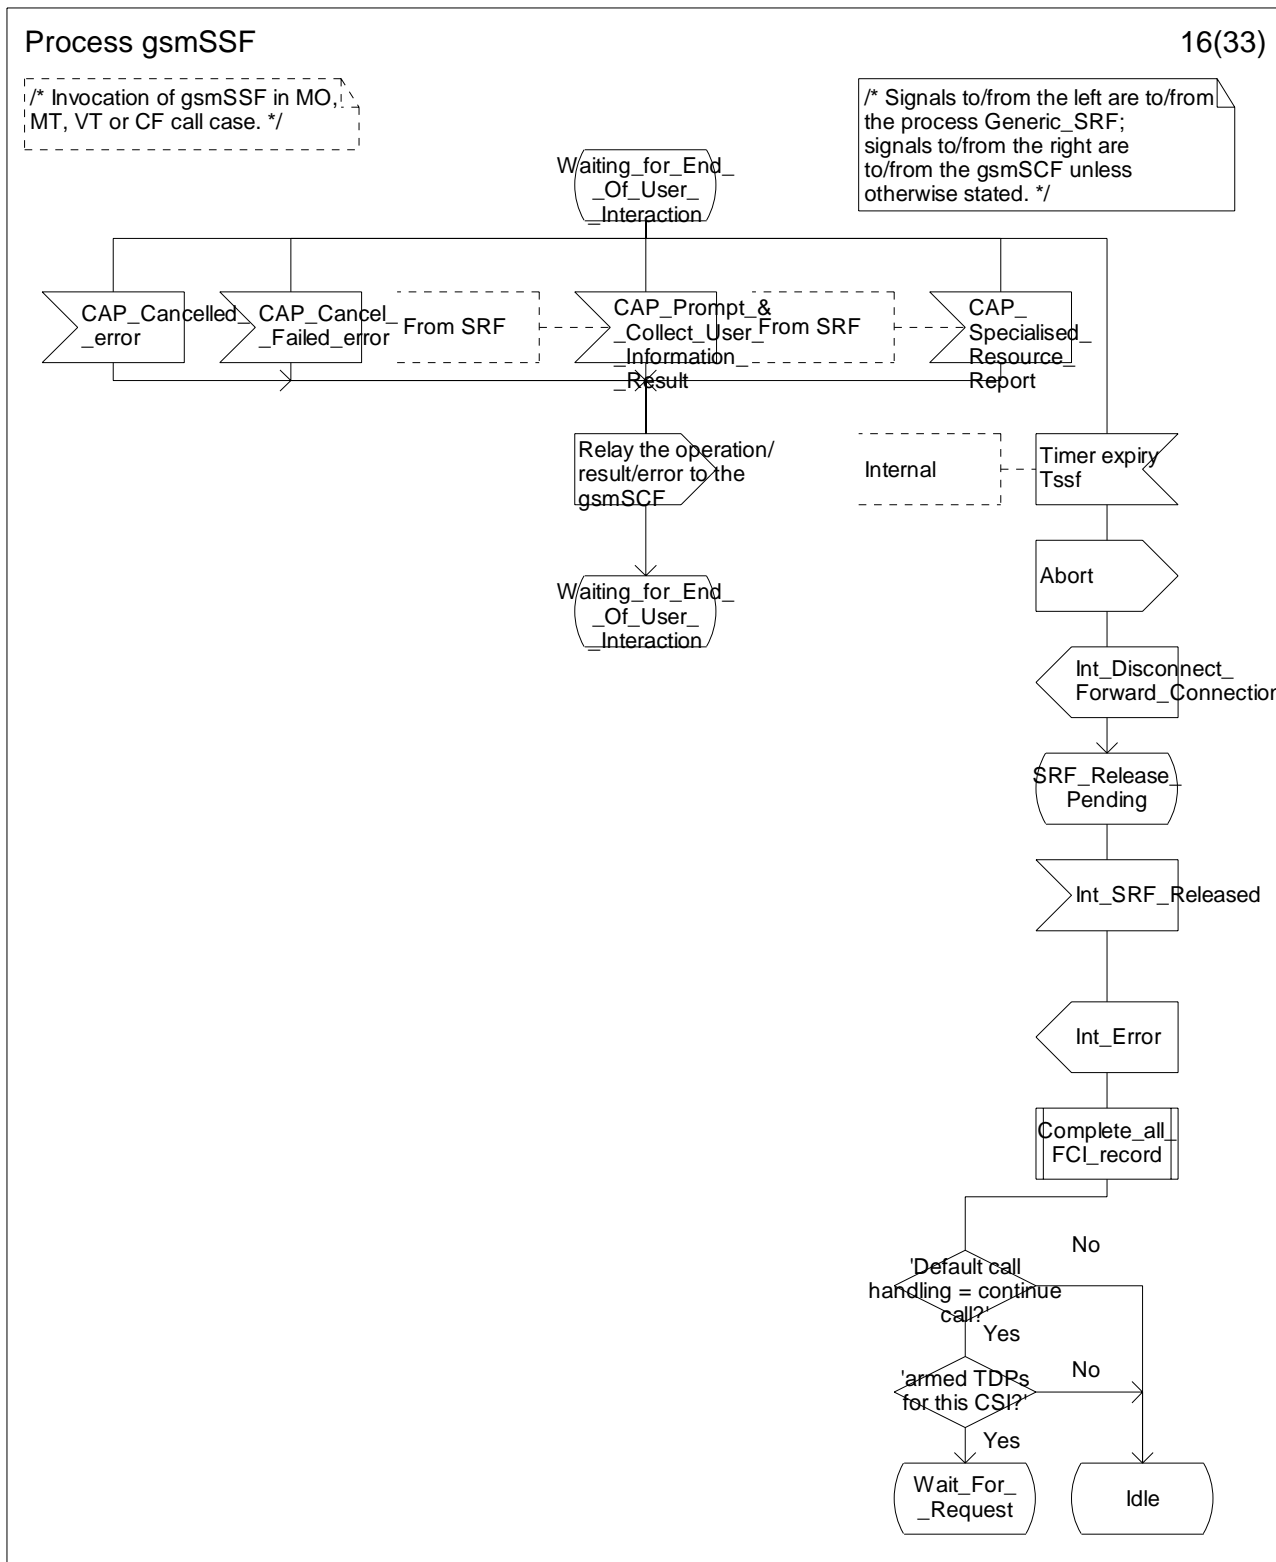 Process gsmSSF
16(33)
/* Invocation of gsmSSF in MO,
MT, VT or CF call case. */
/* Signals to/from the left are to/from
the process Generic_SRF;
signals to/from the right are
to/from the gsmSCF unless
otherwise stated. */
Waiting_for_End_
_Of_User_
_Interaction
CAP_Cancelled_
_error
CAP_Cancel_
_Failed_error
From SRF
CAP_Prompt_&
_Collect_User_
_Information_
_Result
From SRF
CAP_
Specialised_
Resource_
Report
Relay the operation/
result/error to the
gsmSCF
Internal
Timer expiry
Tssf
Waiting_for_End_
_Of_User_
_Interaction
Abort
Int_Disconnect_
Forward_Connection
SRF_Release_
Pending
Int_SRF_Released
Int_Error
Complete_all_
FCI_record
No
'Default call
handling = continue
call?'
Yes
'armed TDPs
for this CSI?'
No
Yes
Wait_For_
_Request
Idle